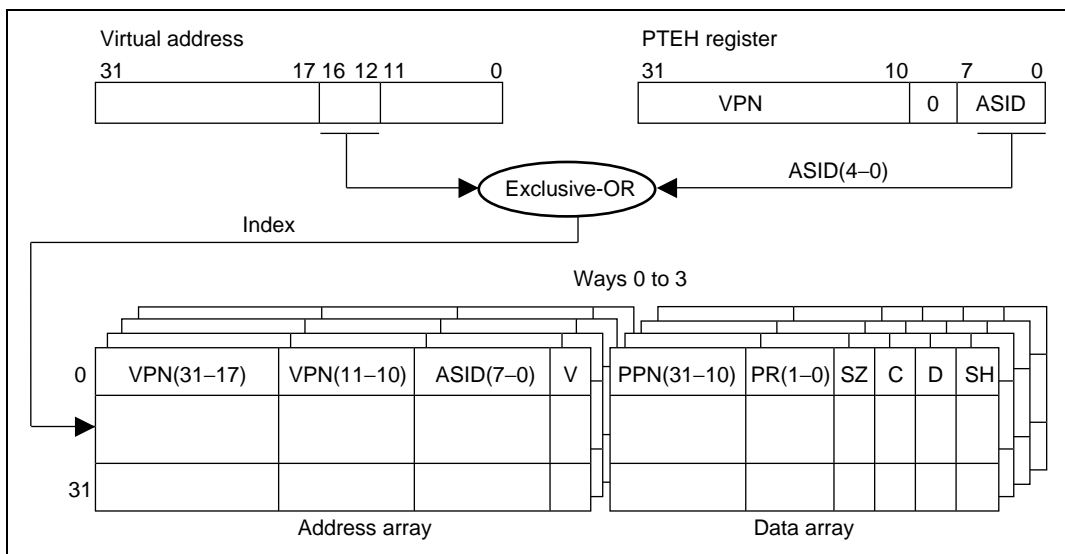 Virtual address
31 17 16 12 11 0
PTEH register
31 10 7 0
VPN 0 ASID
Exclusive-OR
ASID(4–0)
Index
Ways 0 to 3
0 VPN(31–17) VPN(11–10) ASID(7–0) V
PPN(31–10) PR(1–0) SZ C D SH
31
Address array
Data array